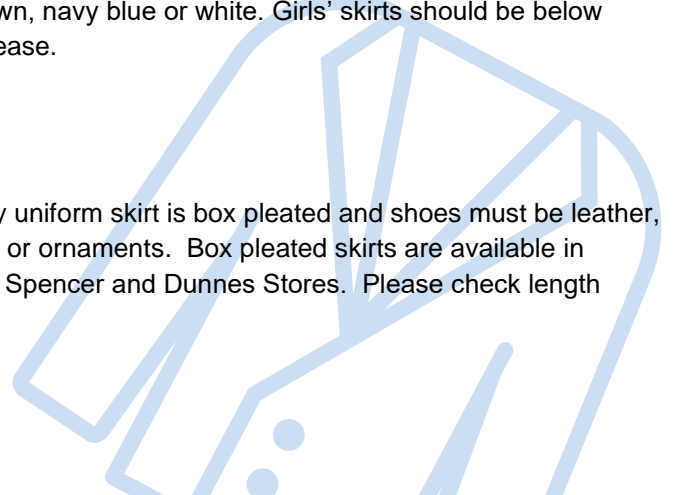 wn, navy blue or white. Girls’ skirts should be below
ease.
y uniform skirt is box pleated and shoes must be leather,
or ornaments.  Box pleated skirts are available in
Spencer and Dunnes Stores.  Please check length